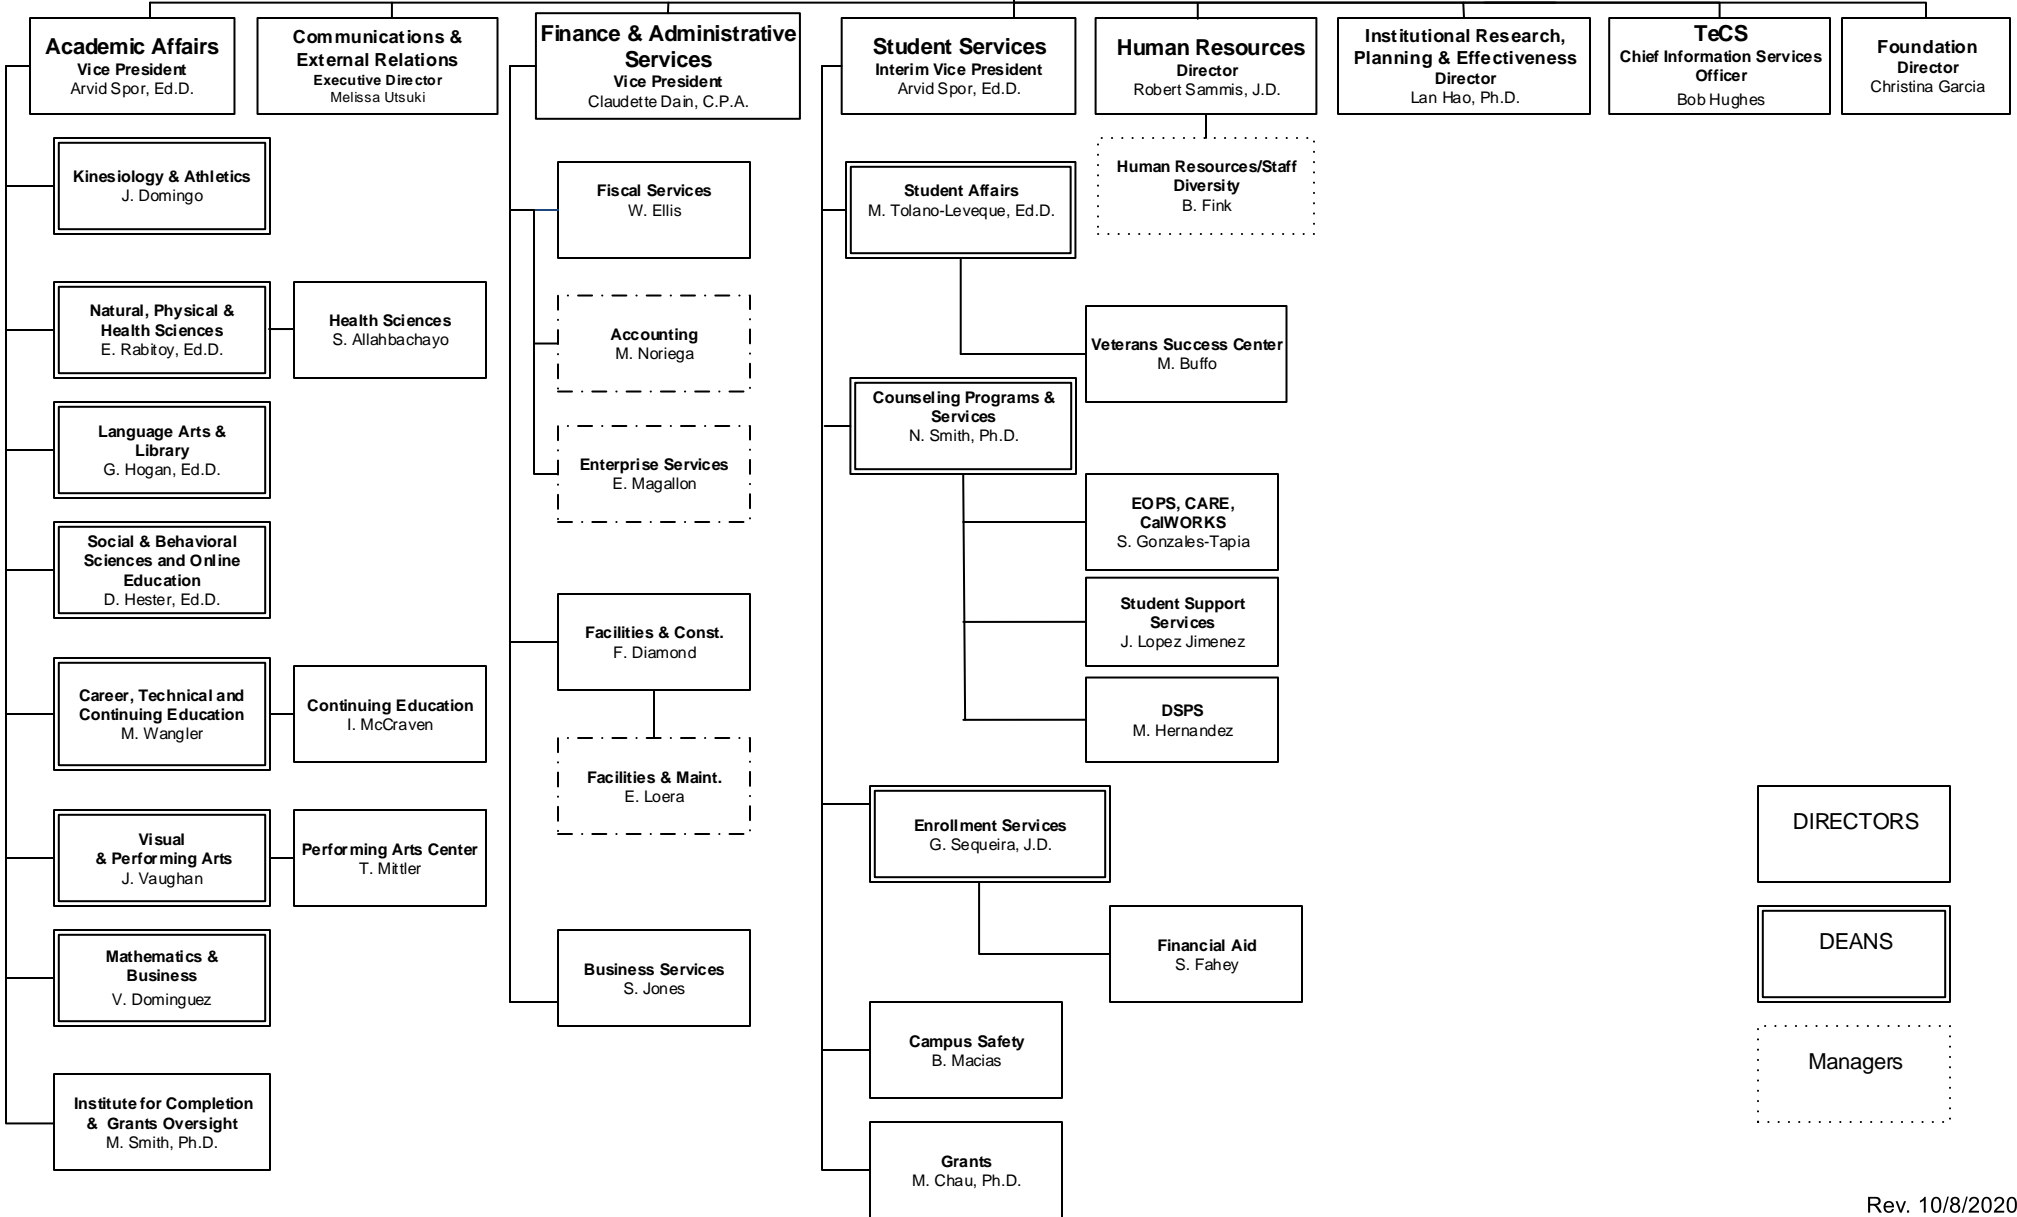 Academic Affairs
Vice President
Arvid Spor, Ed.D.
Communications &
External Relations
Executive Director
Melissa Utsuki
Finance & Administrative
Services
Vice President
Claudette Dain, C.P.A.
Student Services
Interim Vice President
Arvid Spor, Ed.D.
Human Resources
Director
Robert Sammis, J.D.
Institutional Research,
Planning & Effectiveness
Director
Lan Hao, Ph.D.
TeCS
Chief Information Services
Officer
Bob Hughes
Foundation
Director
Christina Garcia
Kinesiology & Athletics
J. Domingo
Natural, Physical &
Health Sciences
E. Rabitoy, Ed.D.
Health Sciences
S. Allahbachayo
Language Arts &
Library
G. Hogan, Ed.D.
Social & Behavioral
Sciences and Online
Education
D. Hester, Ed.D.
Career, Technical and
Continuing Education
M. Wangler
Continuing Education
I. McCraven
Visual
& Performing Arts
J. Vaughan
Performing Arts Center
T. Mittler
Mathematics &
Business
V. Dominguez
Institute for Completion
& Grants Oversight
M. Smith, Ph.D.
Fiscal Services
W. Ellis
Accounting
M. Noriega
Enterprise Services
E. Magallon
Facilities & Const.
F. Diamond
Facilities & Maint.
E. Loera
Business Services
S. Jones
Student Affairs
M. Tolano-Leveque, Ed.D.
Veterans Success Center
M. Buffo
Counseling Programs &
Services
N. Smith, Ph.D.
EOPS, CARE,
CalWORKS
S. Gonzales-Tapia
Student Support
Services
J. Lopez Jimenez
DSPS
M. Hernandez
Enrollment Services
G. Sequeira, J.D.
Financial Aid
S. Fahey
Campus Safety
B. Macias
Grants
M. Chau, Ph.D.
Human Resources/Staff
Diversity
B. Fink
DIRECTORS
DEANS
Managers
Rev. 10/8/2020